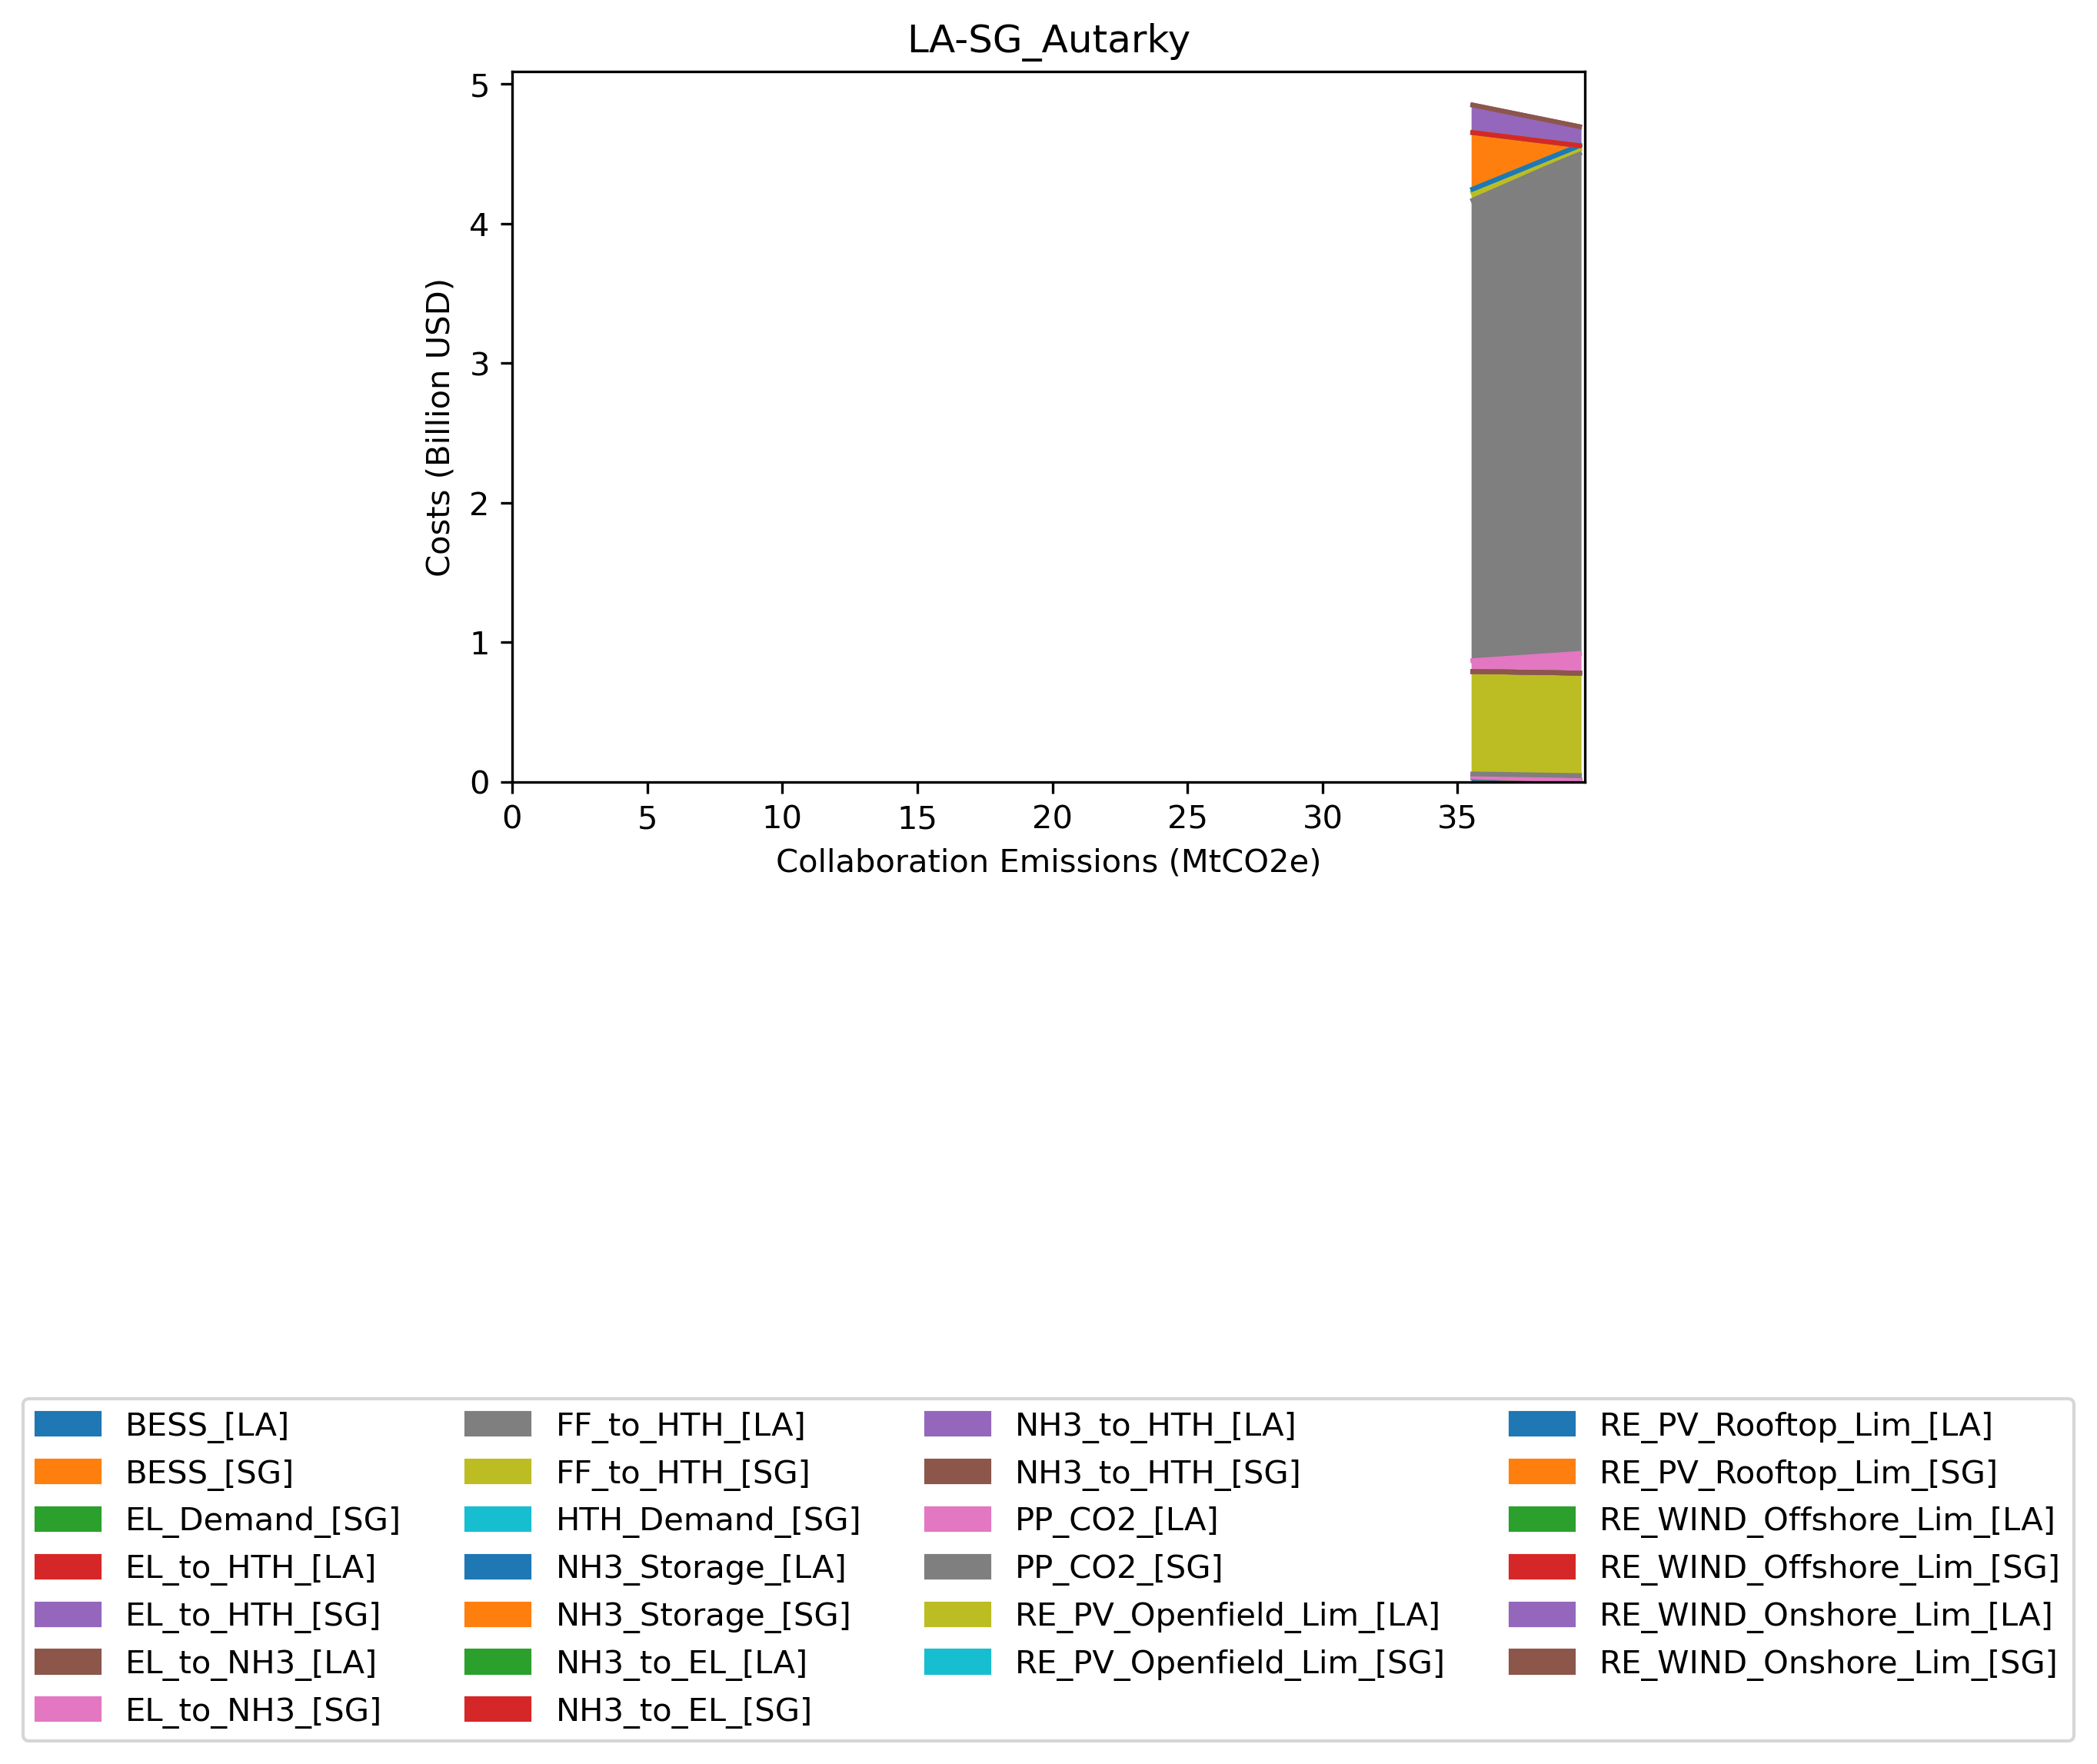 LA-SG_Autarky
Costs (Billion USD)
5
4
3
2
1
0
0 5 10 15 20 25 30 35
Collaboration Emissions (MtCO2e)
BESS_[LA]
BESS_[SG]
EL_Demand_[SG]
EL_to_HTH_[LA]
EL_to_HTH_[SG]
EL_to_NH3_[LA]
EL_to_NH3_[SG]
FF_to_HTH_[LA]
FF_to_HTH_[SG]
HTH_Demand_[SG]
NH3_Storage_[LA]
NH3_Storage_[SG]
NH3_to_EL_[LA]
NH3_to_EL_[SG]
NH3_to_HTH_[LA]
NH3_to_HTH_[SG]
PP_CO2_[LA]
PP_CO2_[SG]
RE_PV_Openfield_Lim_[LA]
RE_PV_Openfield_Lim_[SG]
RE_PV_Rooftop_Lim_[LA]
RE_PV_Rooftop_Lim_[SG]
RE_WIND_Offshore_Lim_[LA]
RE_WIND_Offshore_Lim_[SG]
RE_WIND_Onshore_Lim_[LA]
RE_WIND_Onshore_Lim_[SG]